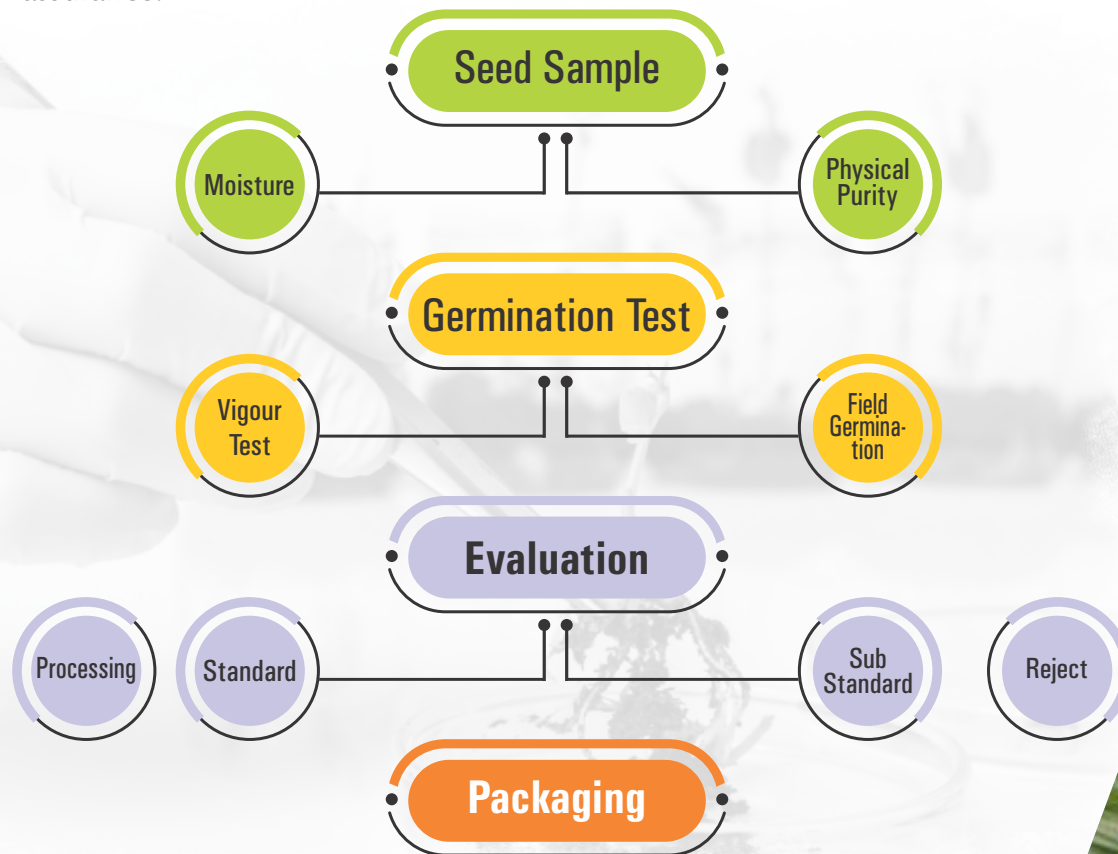 Seed Sample
Moisture
Physical
Purity
Germination Test
Vigour
Test
Field
Germina-
tion
Evaluation
Processing
Standard
Sub
Standard
Reject
Packaging